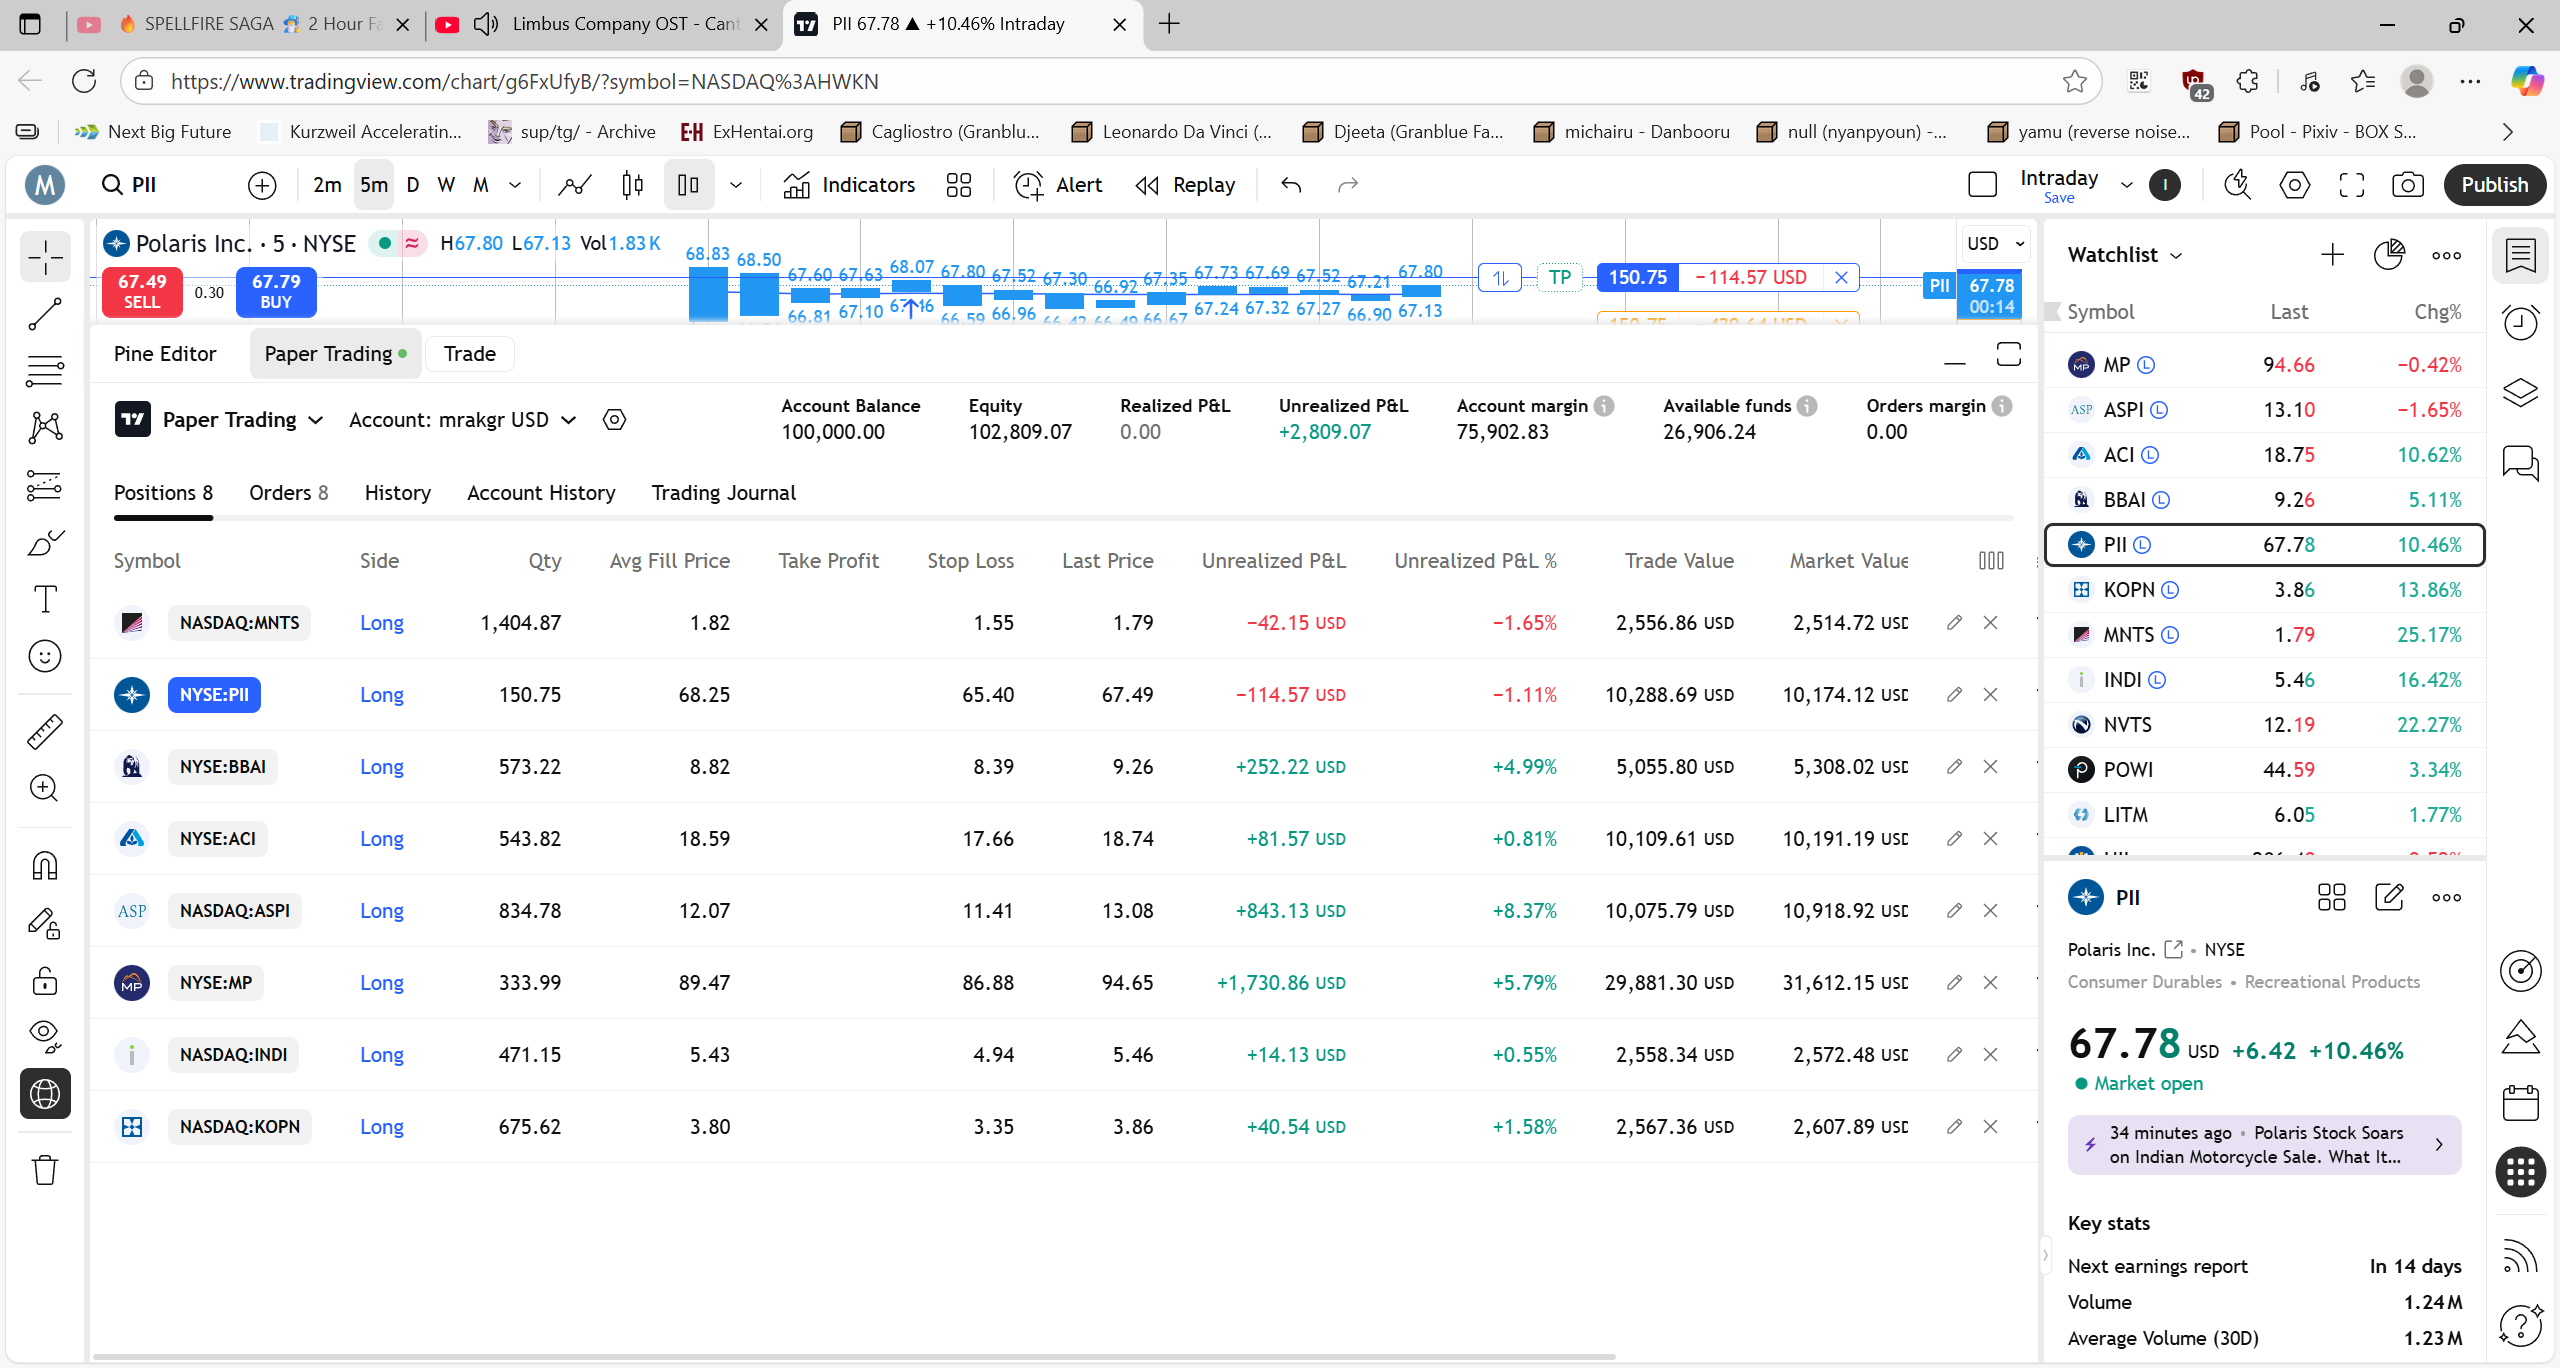 🔥 SPELLFIRE SAGA 🧙 2 Hour Fa
Limbus Company OST - Cant
PII 67.78 ▲ +10.46% Intraday
https://www.tradingview.com/chart/g6FxUfyB/?symbol=NASDAQ%3AHWKN
42
Next Big Future
Kurzweil Acceleratin...
sup/tg/ - Archive
ExHentai.org
Cagliostro (Granblu...
Leonardo Da Vinci (...
Djeeta (Granblue Fa...
michairu - Danbooru
null (nyanpyoun) -...
yamu (reverse noise...
Pool - Pixiv - BOX S...
M PII 2m 5m D W M Indicators Alert Replay Intraday Save I Publish
Polaris Inc. · 5 · NYSE H67.80 L67.13 Vol1.83 K
67.49 SELL 0.30 67.79 BUY
68.83 68.50 67.60 67.63 68.07 67.80 67.52 67.30 66.92 67.35 67.73 67.69 67.52 67.21 67.80
66.81 67.10 66.59 66.96 66.42 66.49 66.67 67.24 67.32 67.27 66.90 67.13
TP 150.75 −114.57 USD
USD
PII 67.78
00:14
Pine Editor Paper Trading Trade
Paper Trading Account: mrakgr USD
Account Balance 100,000.00
Equity 102,809.07
Realized P&L 0.00
Unrealized P&L +2,809.07
Account margin 75,902.83
Available funds 26,906.24
Orders margin 0.00
Positions 8 Orders 8 History Account History Trading Journal
Symbol Side Qty Avg Fill Price Take Profit Stop Loss Last Price Unrealized P&L Unrealized P&L % Trade Value Market Value
NASDAQ:MNTS Long 1,404.87 1.82 1.55 1.79 −42.15 USD −1.65% 2,556.86 USD 2,514.72 USD
NYSE:PII Long 150.75 68.25 65.40 67.49 −114.57 USD −1.11% 10,288.69 USD 10,174.12 USD
NYSE:BBAI Long 573.22 8.82 8.39 9.26 +252.22 USD +4.99% 5,055.80 USD 5,308.02 USD
NYSE:ACI Long 543.82 18.59 17.66 18.74 +81.57 USD +0.81% 10,109.61 USD 10,191.19 USD
ASP NASDAQ:ASPI Long 834.78 12.07 11.41 13.08 +843.13 USD +8.37% 10,075.79 USD 10,918.92 USD
MP NYSE:MP Long 333.99 89.47 86.88 94.65 +1,730.86 USD +5.79% 29,881.30 USD 31,612.15 USD
NASDAQ:INDI Long 471.15 5.43 4.94 5.46 +14.13 USD +0.55% 2,558.34 USD 2,572.48 USD
NASDAQ:KOPN Long 675.62 3.80 3.35 3.86 +40.54 USD +1.58% 2,567.36 USD 2,607.89 USD
Watchlist
Symbol Last Chg%
MP L 94.66 −0.42%
ASP ASPI L 13.10 −1.65%
ACI L 18.75 10.62%
BBAI L 9.26 5.11%
PII L 67.78 10.46%
KOPN L 3.86 13.86%
MNTS L 1.79 25.17%
INDI L 5.46 16.42%
NVTS 12.19 22.27%
POWI 44.59 3.34%
LITM 6.05 1.77%
PII
Polaris Inc. • NYSE
Consumer Durables • Recreational Products
67.78 USD +6.42 +10.46%
Market open
34 minutes ago • Polaris Stock Soars
on Indian Motorcycle Sale. What It...
Key stats
Next earnings report In 14 days
Volume 1.24 M
Average Volume (30D) 1.23 M